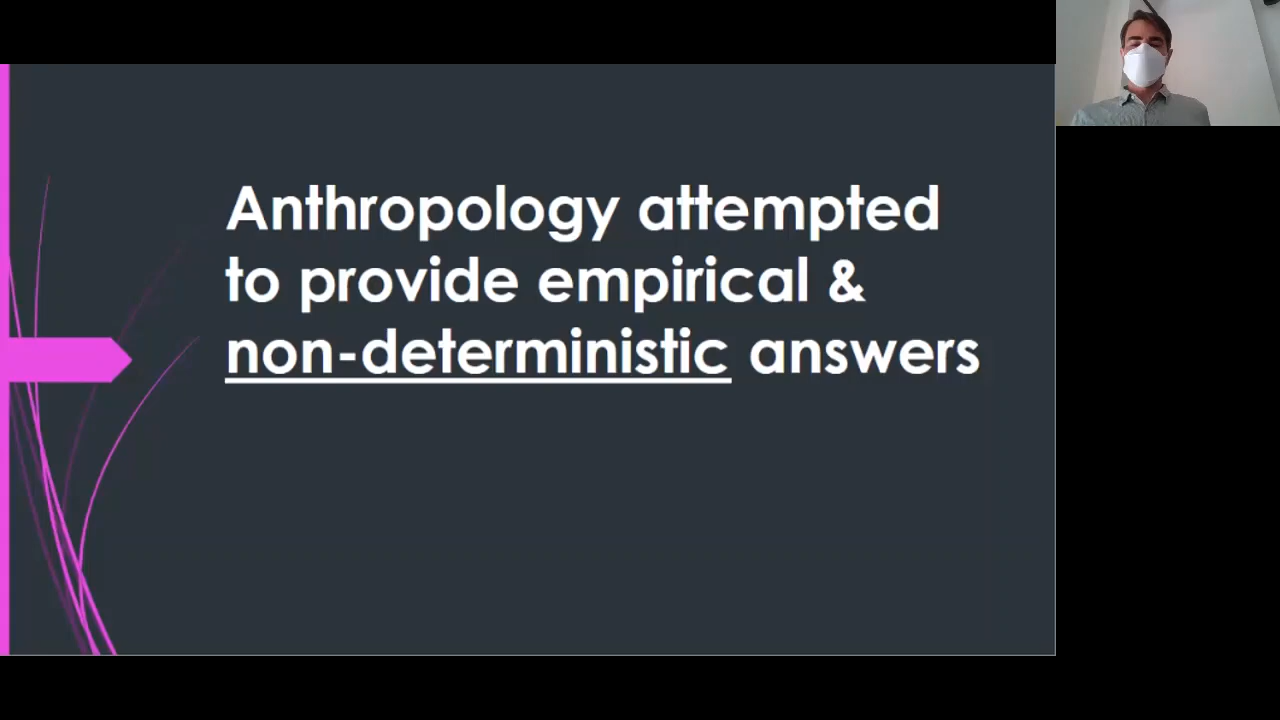 Anthropology attempted
to provide empirical &
non-deterministic answers